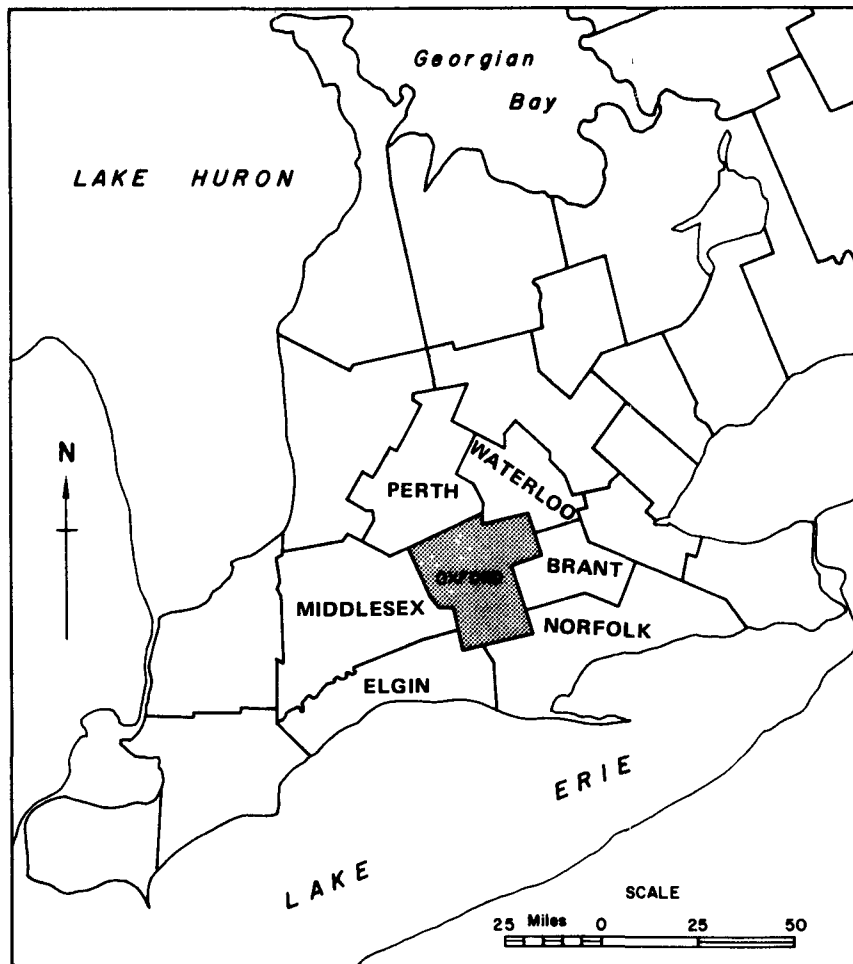 Georgian
Bay
LAKE HURON
N
WATERLOO
PERTH
OXFORD
BRANT
MIDDLESEX
NORFOLK
ELGIN
ERIE
LAKE
SCALE
25 Miles 0 25 50